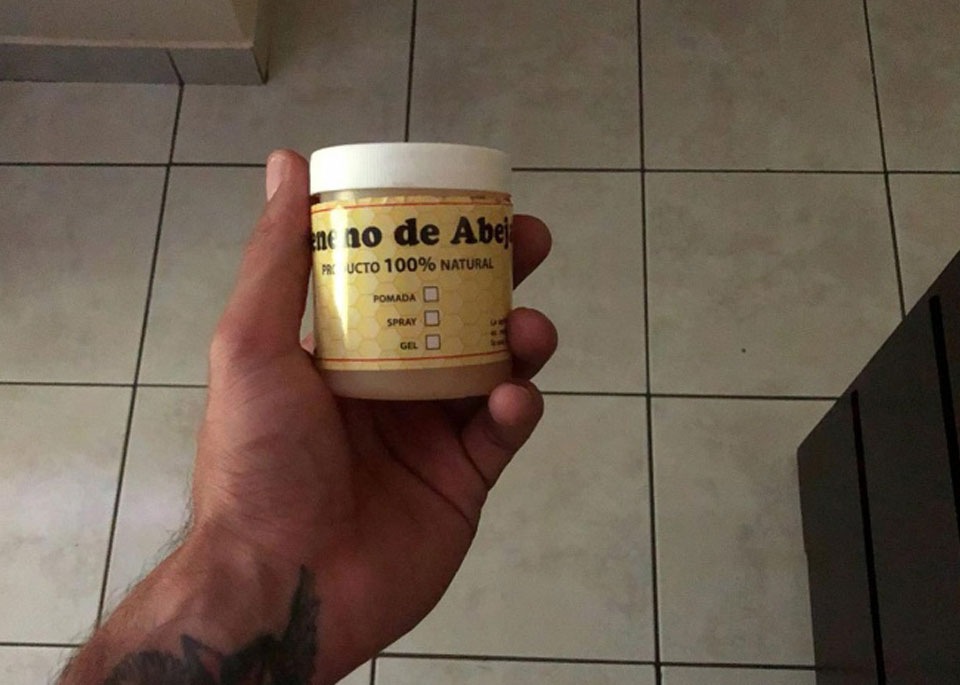 eneno de Abej
PRODUCTO 100% NATURAL
POMADA
SPRAY
GEL